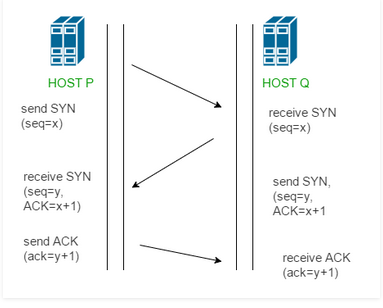 HOST P
HOST Q
send SYN
(seq=x)
receive SYN
(seq=x)
receive SYN
(seq=y,
ACK=x+1)
send SYN,
(seq=y,
ACK=x+1
send ACK
(ack=y+1)
receive ACK
(ack=y+1)